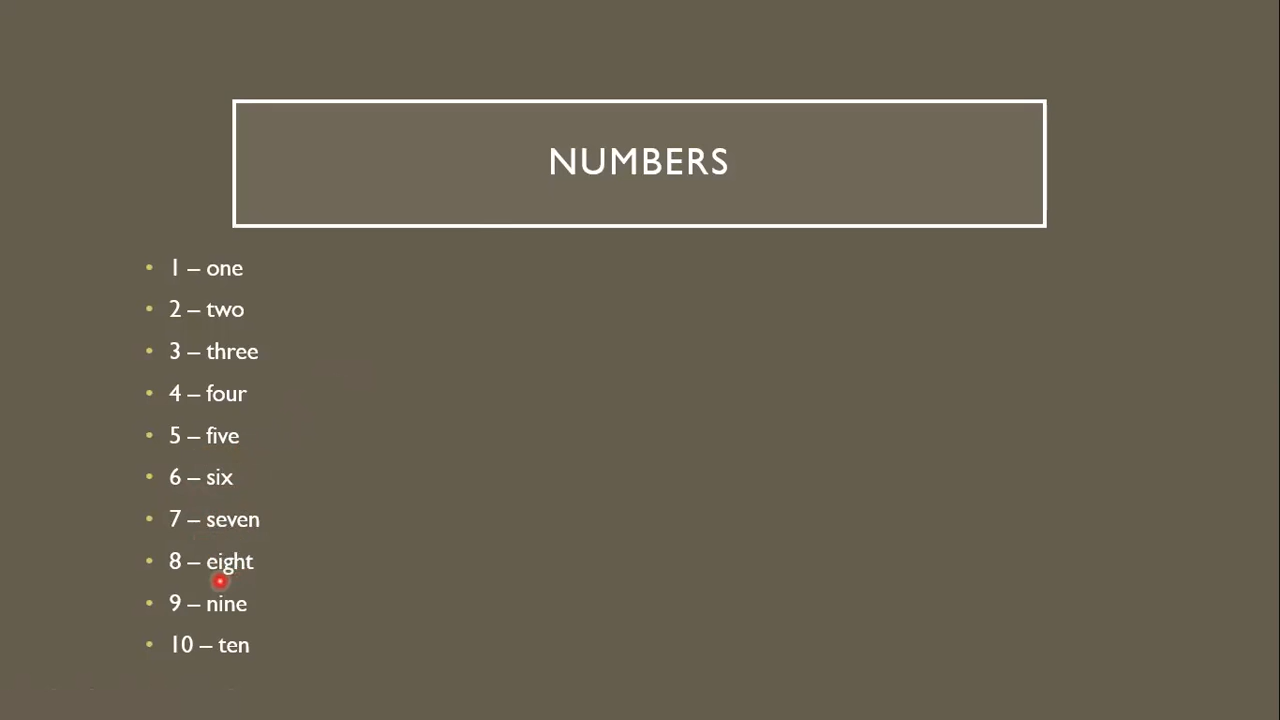 NUMBERS
• 1 – one
• 2 – two
• 3 – three
• 4 – four
• 5 – five
• 6 – six
• 7 – seven
• 8 – eight
• 9 – nine
• 10 – ten